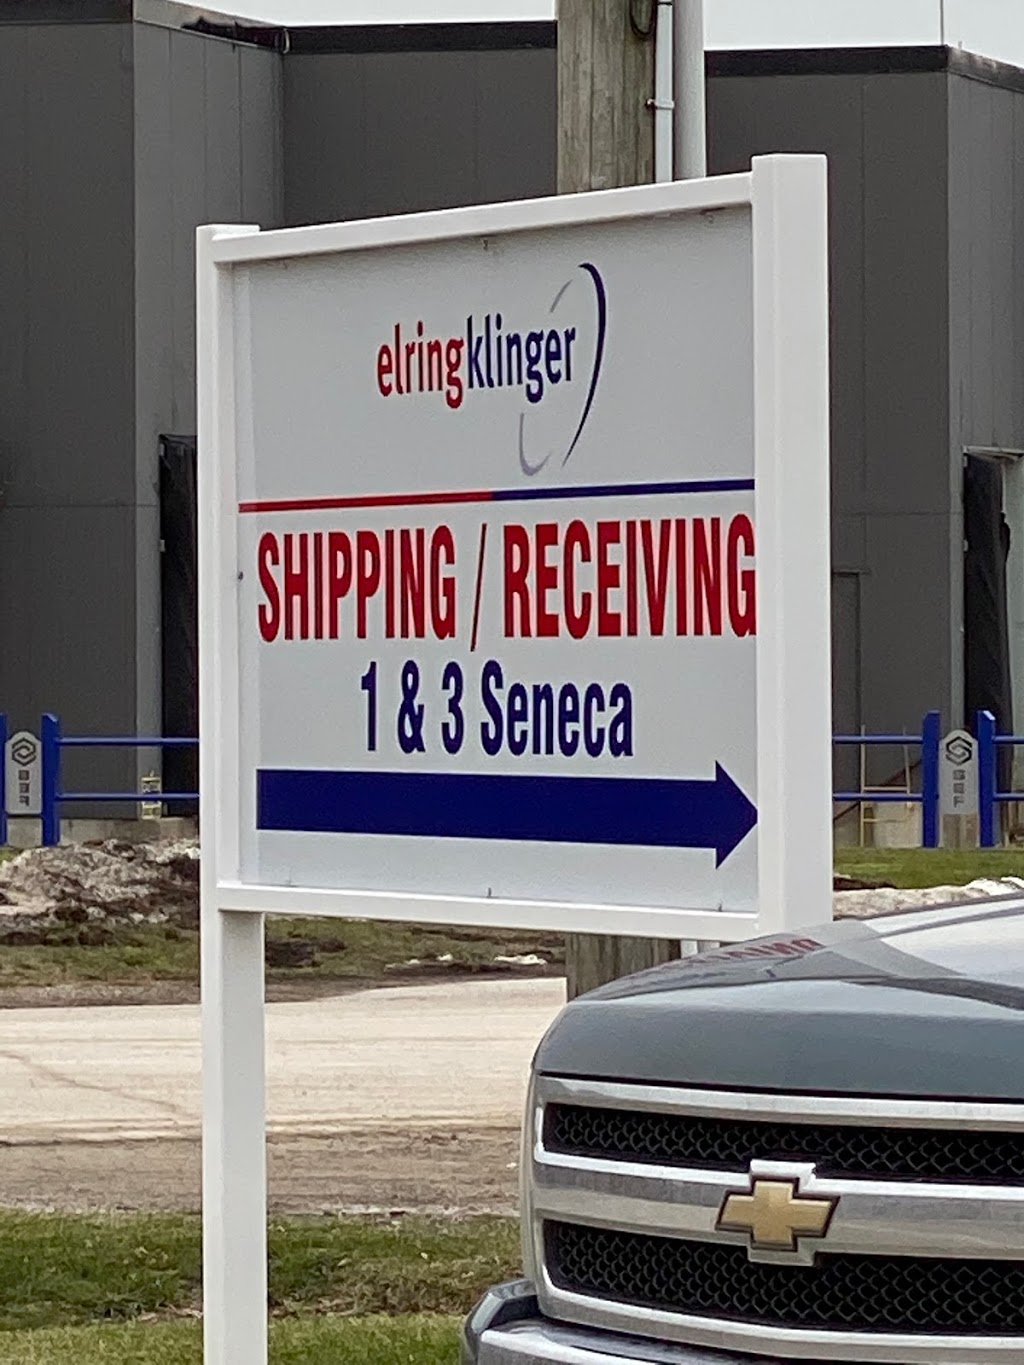 elringklinger
SHIPPING / RECEIVING
1 & 3 Seneca